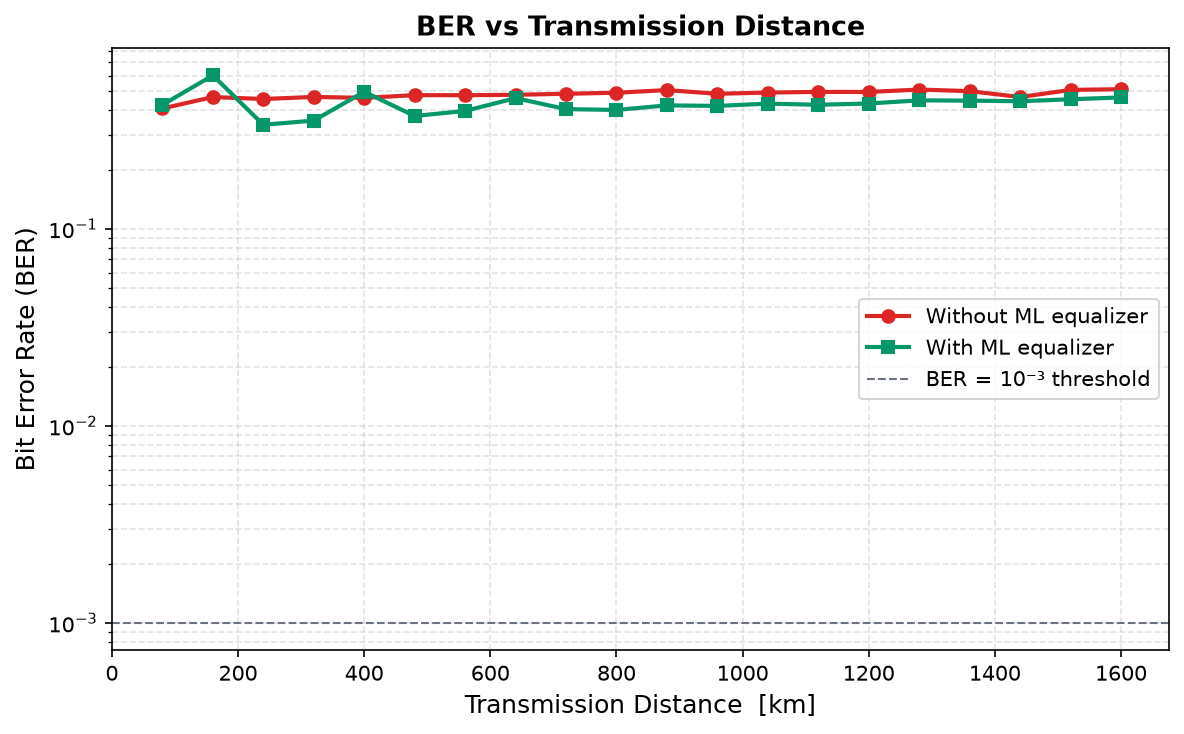 BER vs Transmission Distance
Bit Error Rate (BER)
10⁻¹
10⁻²
10⁻³
Without ML equalizer
With ML equalizer
BER = 10⁻³ threshold
0 200 400 600 800 1000 1200 1400 1600
Transmission Distance [km]